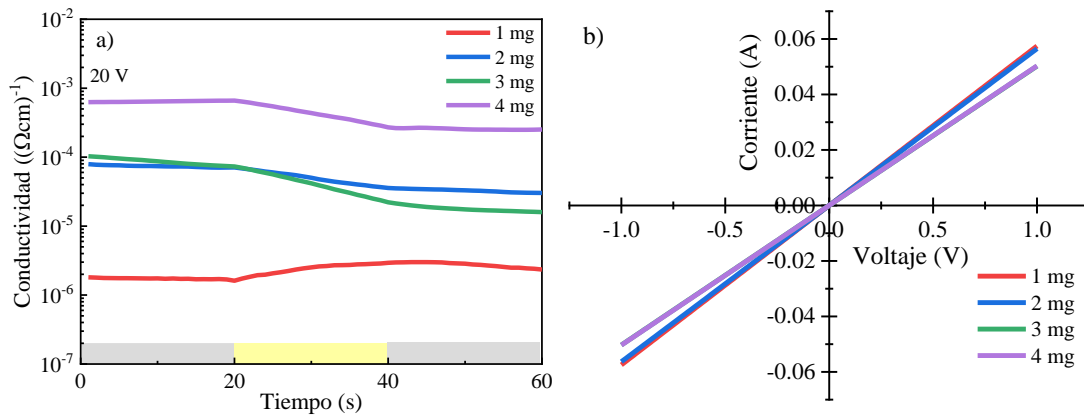 a)
20 V
1 mg
2 mg
3 mg
4 mg
Conductividad ((Ωcm)⁻¹
10⁻²
10⁻³
10⁻⁴
10⁻⁵
10⁻⁶
10⁻⁷
0 20 40 60
Tiempo (s)
b)
Corriente (A)
0.06
0.04
0.02
0.00
-0.02
-0.04
-0.06
-1.0 -0.5 0.0 0.5 1.0
Voltaje (V)
1 mg
2 mg
3 mg
4 mg